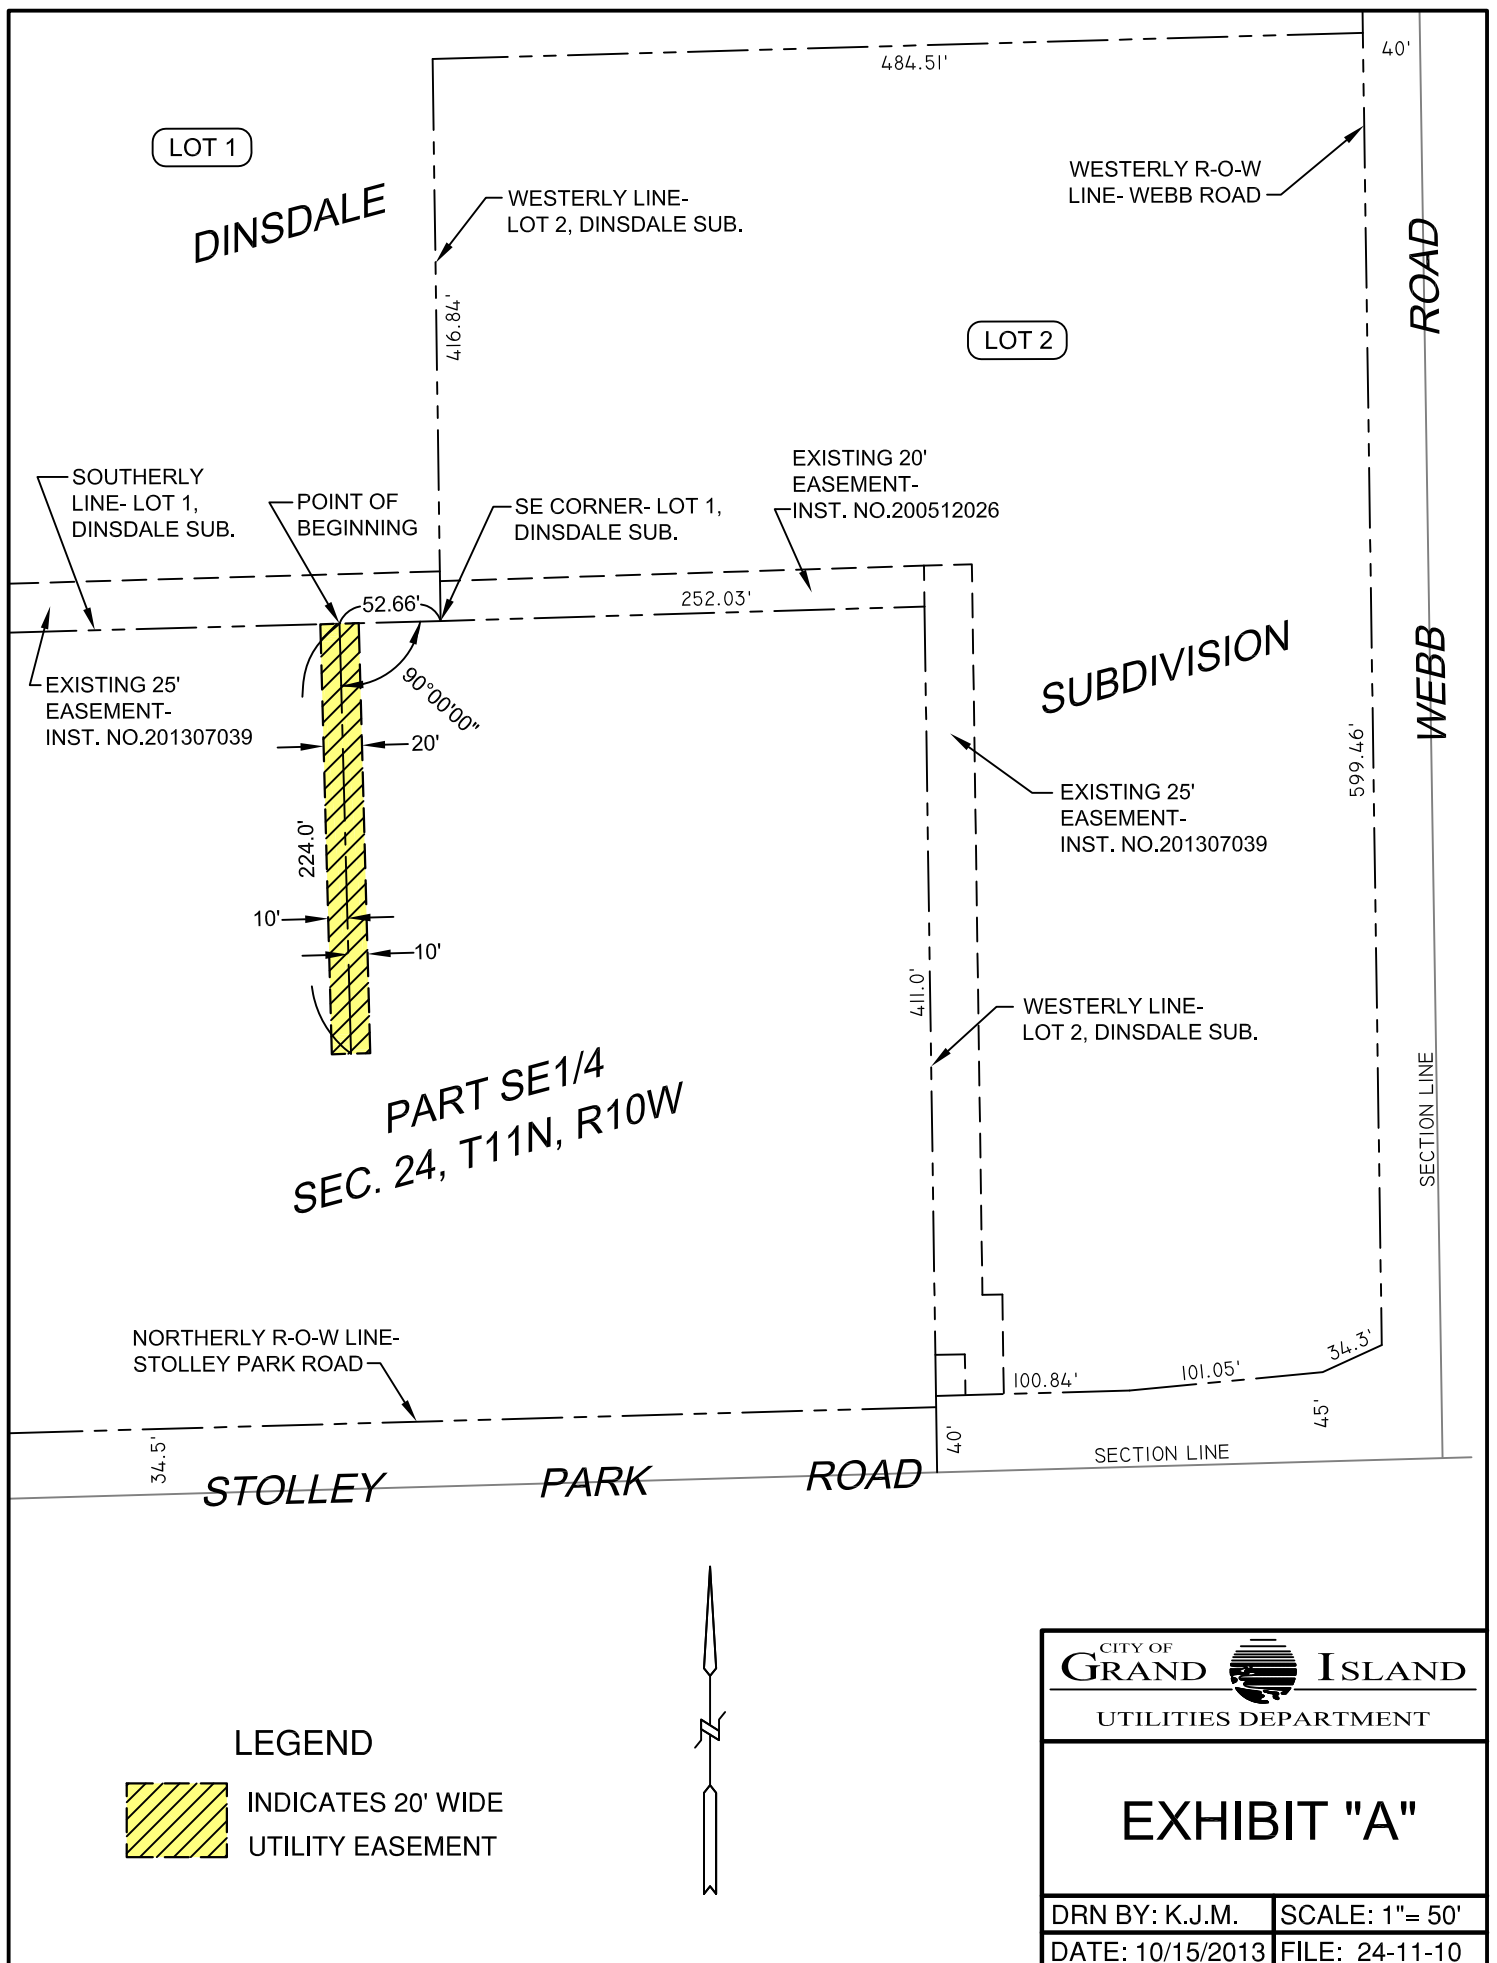 484.51'
40'
LOT 1
DINSDALE
WESTERLY LINE-
LOT 2, DINSDALE SUB.
WESTERLY R-O-W
LINE- WEBB ROAD
ROAD
416.84'
LOT 2
SOUTHERLY
LINE- LOT 1,
DINSDALE SUB.
POINT OF
BEGINNING
SE CORNER- LOT 1,
DINSDALE SUB.
EXISTING 20'
EASEMENT-
INST. NO.200512026
52.66'
252.03'
SUBDIVISION
WEBB
EXISTING 25'
EASEMENT-
INST. NO.201307039
90°00'00"
20'
599.46'
EXISTING 25'
EASEMENT-
INST. NO.201307039
224.0'
10'
10'
411.0'
WESTERLY LINE-
LOT 2, DINSDALE SUB.
PART SE1/4
SEC. 24, T11N, R10W
SECTION LINE
NORTHERLY R-O-W LINE-
STOLLEY PARK ROAD
34.3'
100.84'
101.05'
34.5'
40'
45'
SECTION LINE
STOLLEY PARK ROAD
LEGEND
INDICATES 20' WIDE
UTILITY EASEMENT
CITY OF
GRAND ISLAND
UTILITIES DEPARTMENT
EXHIBIT "A"
DRN BY: K.J.M.
SCALE: 1"= 50'
DATE: 10/15/2013
FILE: 24-11-10